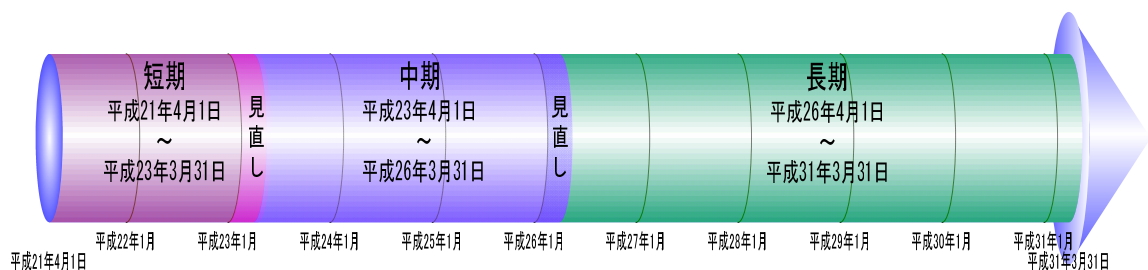 短期
平成21年4月1日
～
平成23年3月31日
見直し
中期
平成23年4月1日
～
平成26年3月31日
見直し
長期
平成26年4月1日
～
平成31年3月31日
平成22年1月
平成23年1月
平成24年1月
平成25年1月
平成26年1月
平成27年1月
平成28年1月
平成29年1月
平成30年1月
平成31年1月
平成21年4月1日
平成31年3月31日